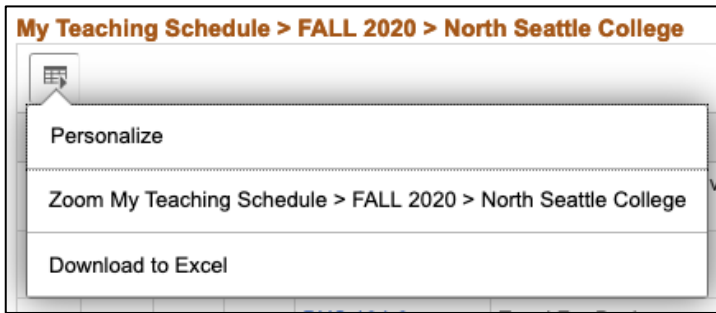 My Teaching Schedule > FALL 2020 > North Seattle College
Personalize
Zoom My Teaching Schedule > FALL 2020 > North Seattle College
Download to Excel